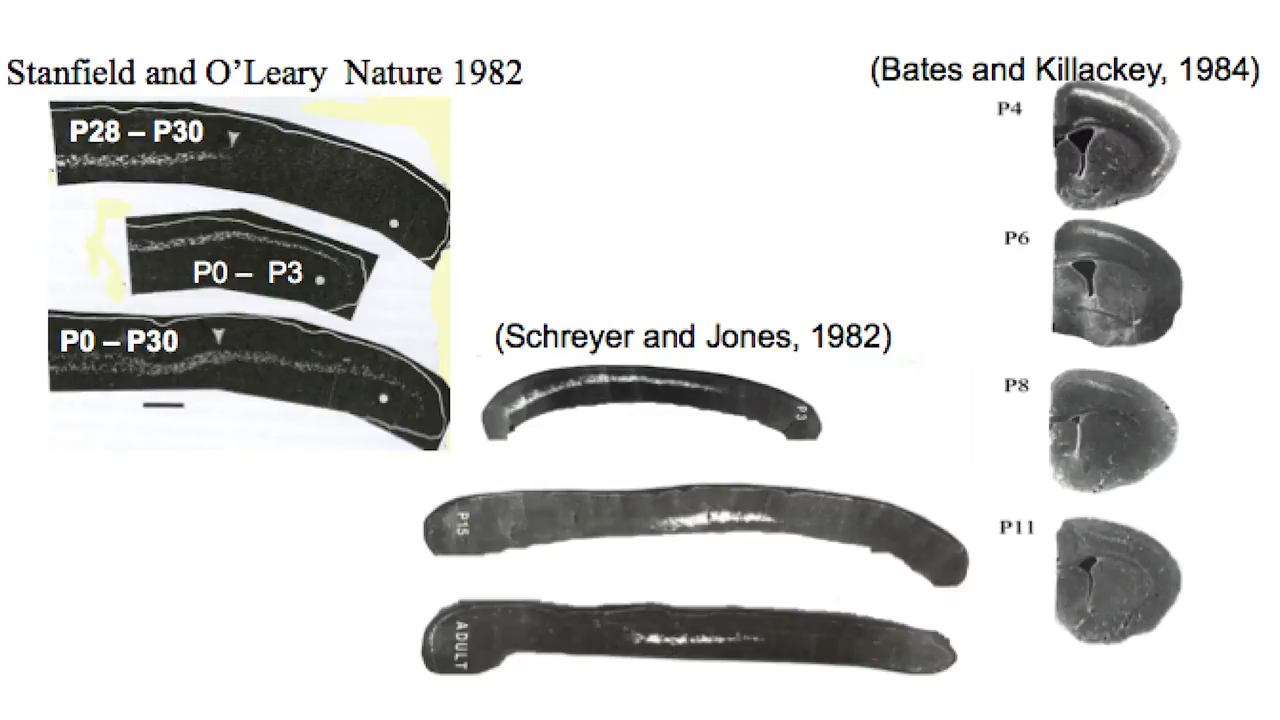 Stanfield and O’Leary Nature 1982
P28 – P30
P0 – P3
P0 – P30
(Schreyer and Jones, 1982)
P3
P15
ADULT
(Bates and Killackey, 1984)
P4
P6
P8
P11